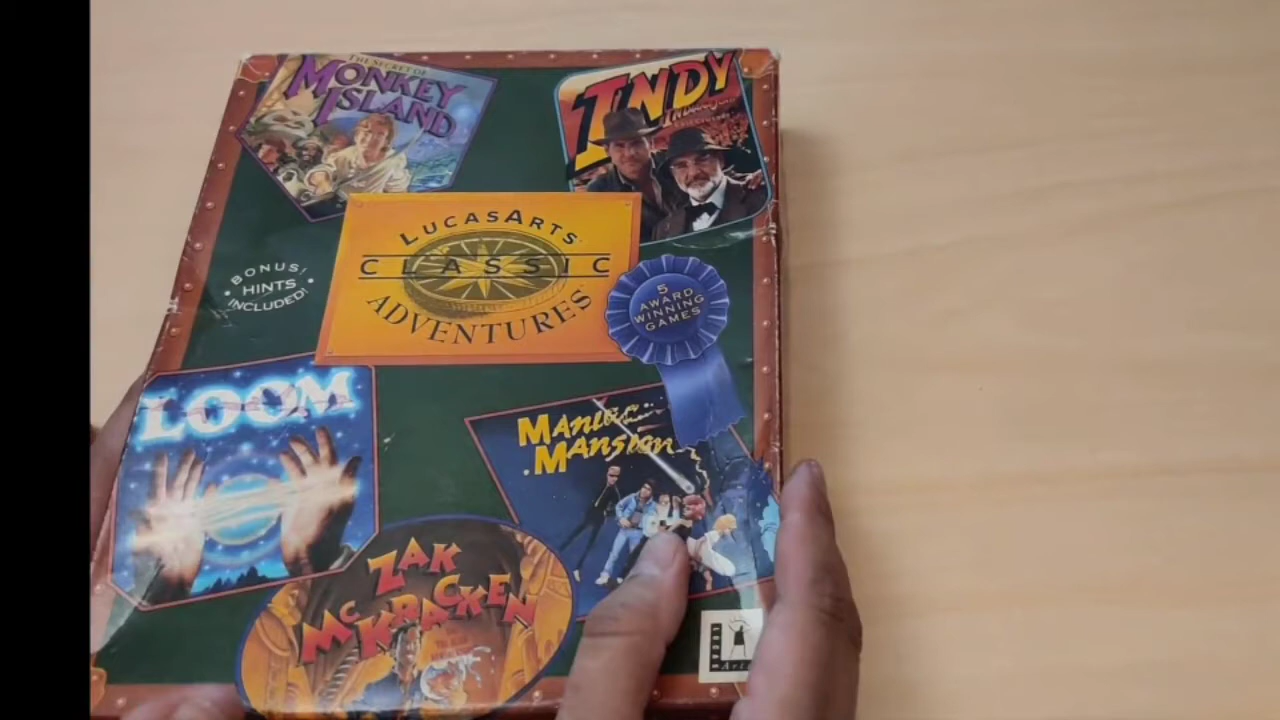 THE SECRET OF
MONKEY
ISLAND
INDY
LUCASARTS
CLASSIC
ADVENTURES
BONUS!
HINTS
INCLUDED!
5
AWARD
WINNING
GAMES
LOOM
MANIAC
MANSION
ZAK
MCKRACKEN
LUCAS